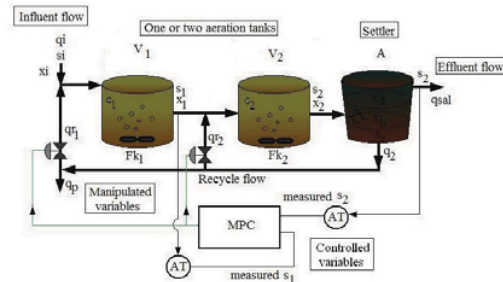 Influent flow
One or two aeration tanks
Settler
qi
si
xi
V1
V2
A
Effluent flow
s1
x1
s2
x2
s2
qsal
c1
c2
qr1
Fk1
qr2
Fk2
q2
qp
Recycle flow
Manipulated
variables
measured s2
MPC
AT
Controlled
variables
AT
measured s1